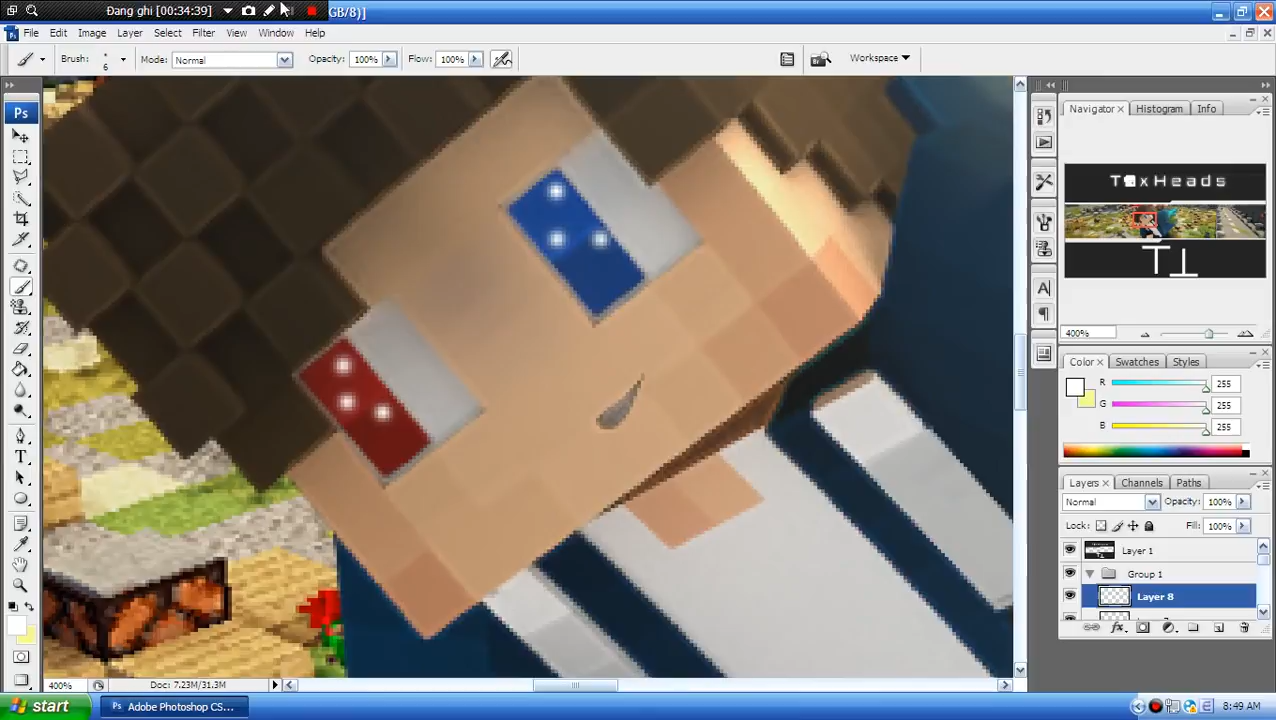 Đang ghi [00:34:39]
GB/8)]
File Edit Image Layer Select Filter View Window Help
Brush: 6 Mode: Normal Opacity: 100% Flow: 100% Workspace
Ps
Navigator Histogram Info
400%
Color Swatches Styles
R 255
G 255
B 255
Layers Channels Paths
Normal Opacity: 100%
Lock: Fill: 100%
Layer 1
Group 1
Layer 8
400% Doc: 7.23M/31.3M
start Ps Adobe Photoshop CS... 8:49 AM